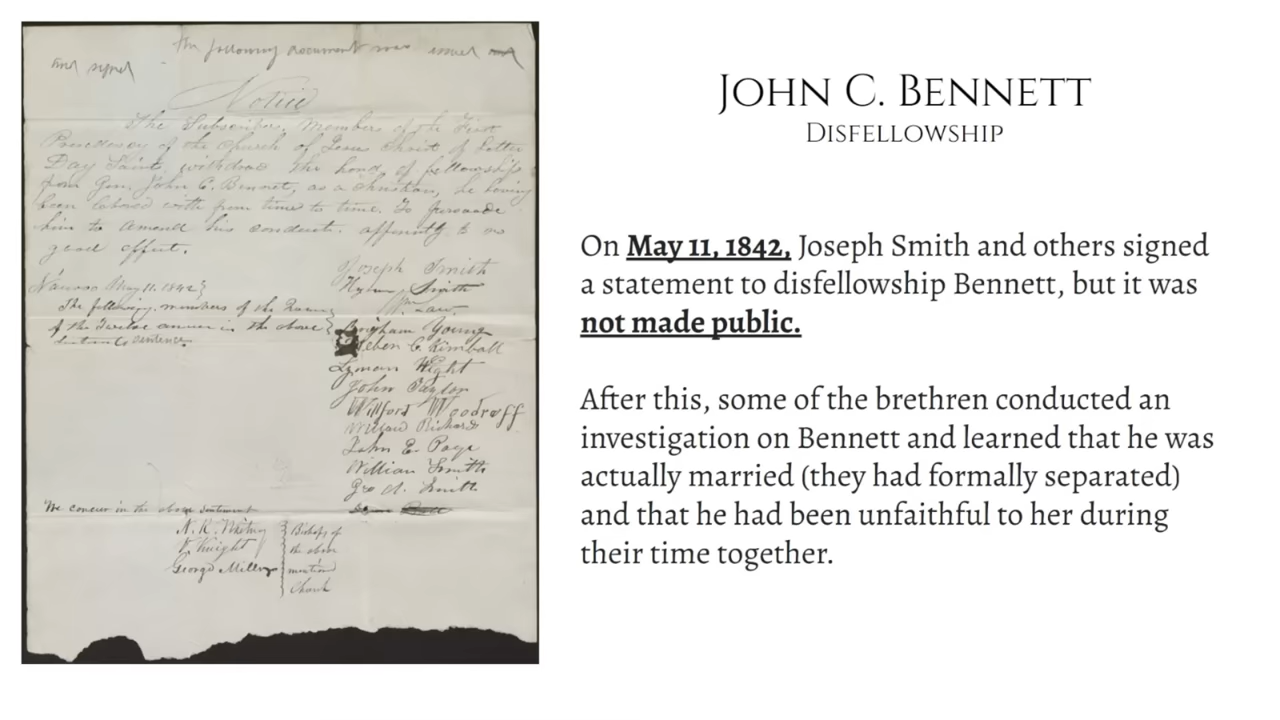 the following document was issued and
and signed
Notice
The Subscribers, Members of the First
Presidency of the Church of Jesus Christ of Latter
Day Saint, withdraw the hand of fellowship
from Gen. John C. Bennet, as a christian, he having
been labored with from time to time. To persuade
him to amend his conduct. apparently to no
good effect.
Joseph Smith
Hyrum Smith
Wm Law.
Nauvoo May 11. 1842
The following members of the
of the Twelve concur in the above
sentence
Brigham Young
Heber C Kimball
Lyman Wight
John Taylor
Willford Woodruff
Willard Richards
John E. Page
William Smith
Geo A. Smith
We concur in the above sentiment
N. K. Whitney
V. Knight
George Miller
Bishops of
the above
mention
Church
JOHN C. BENNETT
DISFELLOWSHIP
On May 11, 1842, Joseph Smith and others signed
a statement to disfellowship Bennett, but it was
not made public.
After this, some of the brethren conducted an
investigation on Bennett and learned that he was
actually married (they had formally separated)
and that he had been unfaithful to her during
their time together.